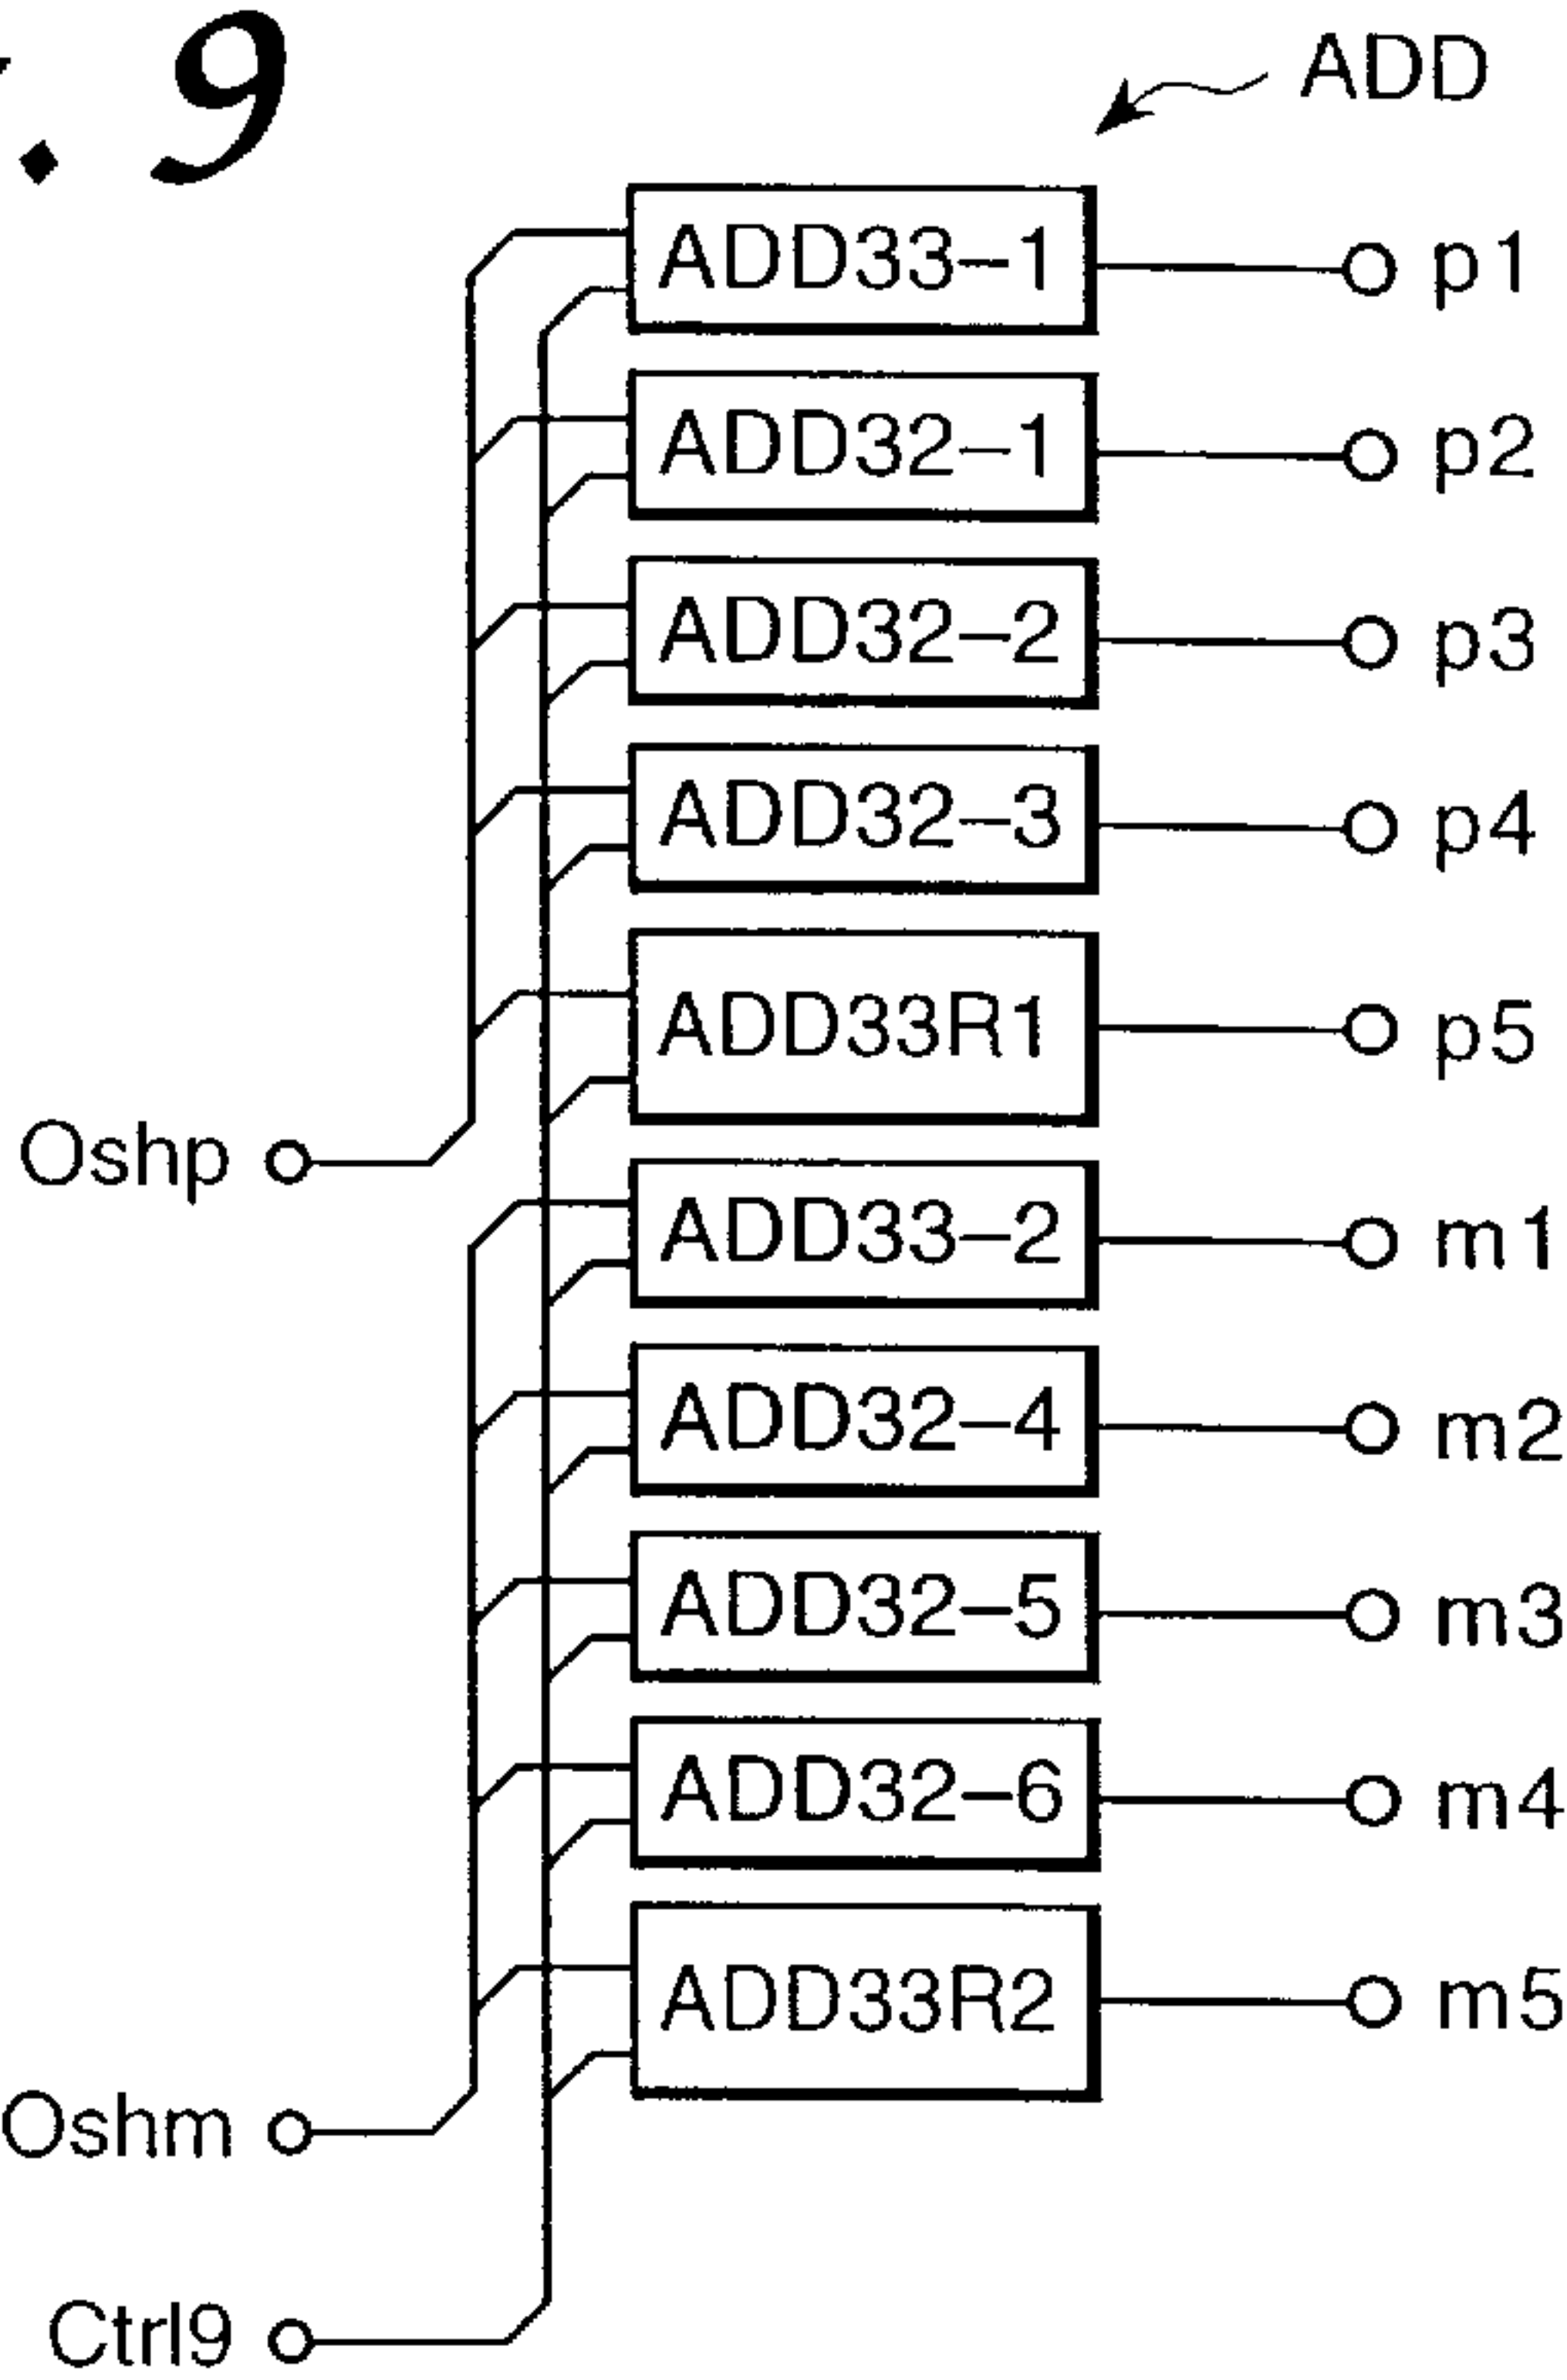 . 9
ADD
ADD33-1 p1
ADD32-1 p2
ADD32-2 p3
ADD32-3 p4
ADD33R1 p5
Oshp
ADD33-2 m1
ADD32-4 m2
ADD32-5 m3
ADD32-6 m4
ADD33R2 m5
Oshm
Ctrl9